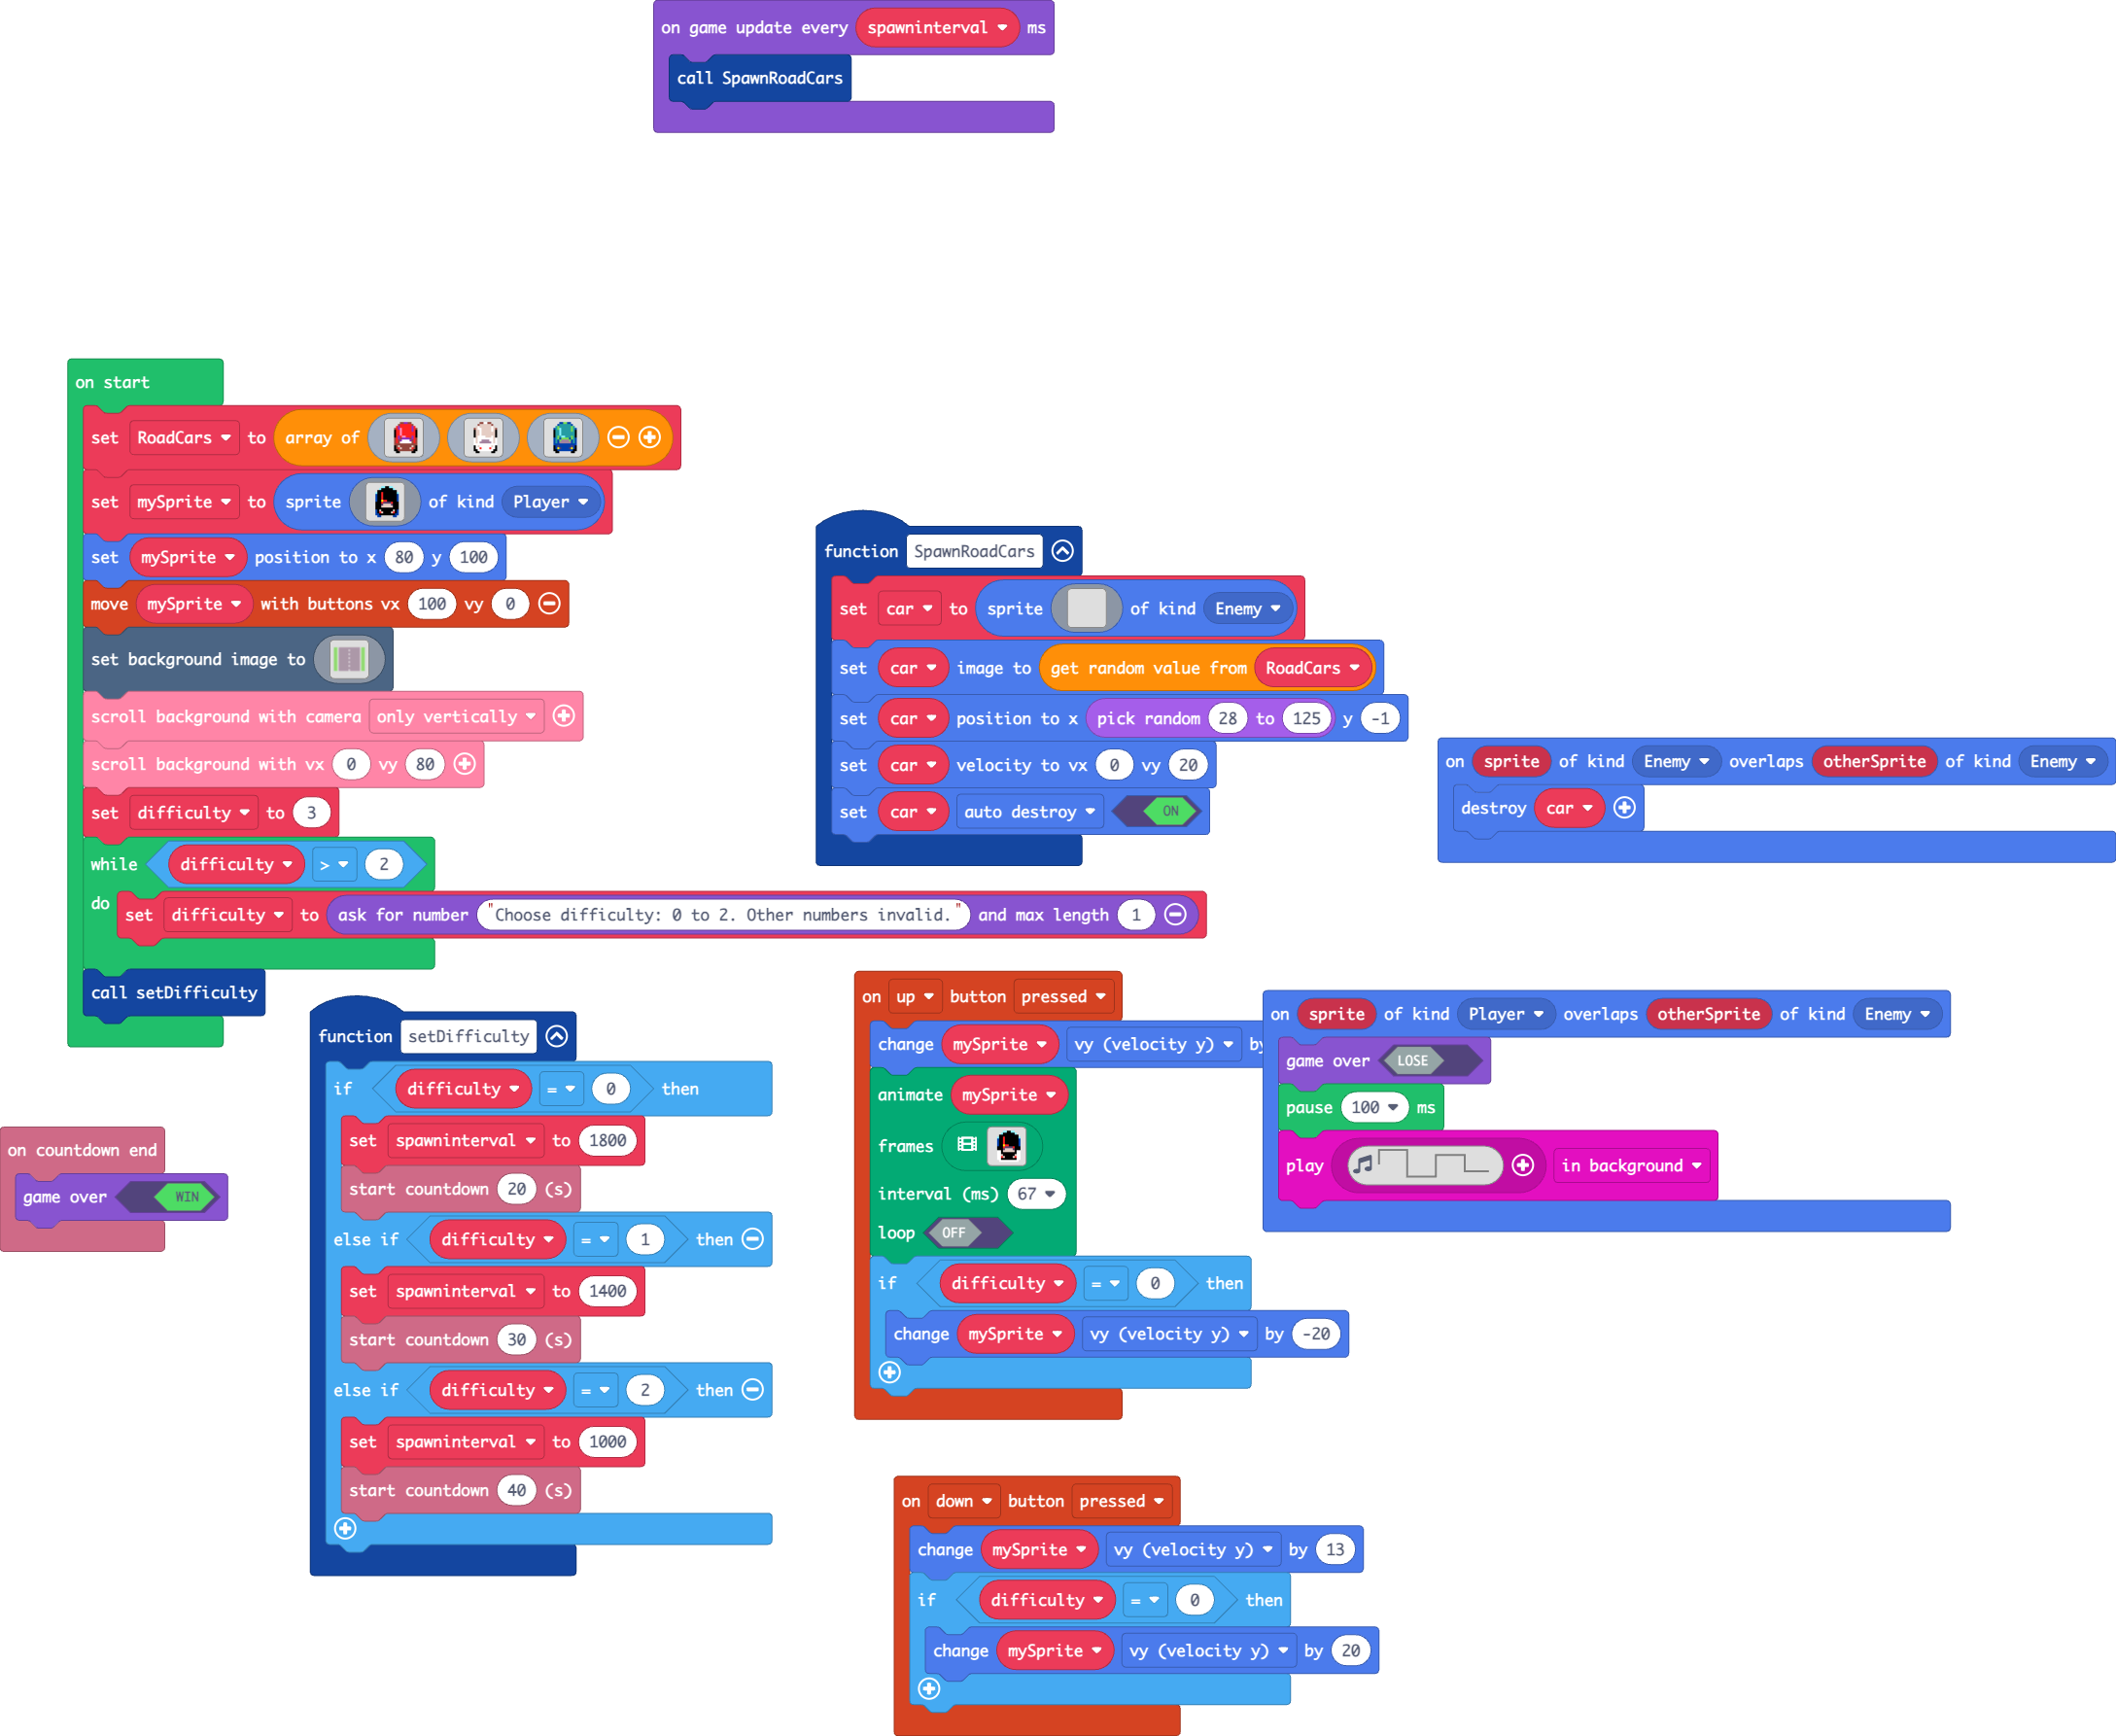 on game update every spawninterval ms
call SpawnRoadCars
on start
set RoadCars to array of
set mySprite to sprite of kind Player
set mySprite position to x 80 y 100
move mySprite with buttons vx 100 vy 0
set background image to
scroll background with camera only vertically
scroll background with vx 0 vy 80
set difficulty to 3
while difficulty > 2
do set difficulty to ask for number "Choose difficulty: 0 to 2. Other numbers invalid." and max length 1
call setDifficulty
function SpawnRoadCars
set car to sprite of kind Enemy
set car image to get random value from RoadCars
set car position to x pick random 28 to 125 y -1
set car velocity to vx 0 vy 20
set car auto destroy ON
on sprite of kind Enemy overlaps otherSprite of kind Enemy
destroy car
on countdown end
game over WIN
function setDifficulty
if difficulty = 0 then
set spawninterval to 1800
start countdown 20 (s)
else if difficulty = 1 then
set spawninterval to 1400
start countdown 30 (s)
else if difficulty = 2 then
set spawninterval to 1000
start countdown 40 (s)
on up button pressed
change mySprite vy (velocity y) by
animate mySprite
frames
interval (ms) 67
loop OFF
if difficulty = 0 then
change mySprite vy (velocity y) by -20
on sprite of kind Player overlaps otherSprite of kind Enemy
game over LOSE
pause 100 ms
play in background
on down button pressed
change mySprite vy (velocity y) by 13
if difficulty = 0 then
change mySprite vy (velocity y) by 20